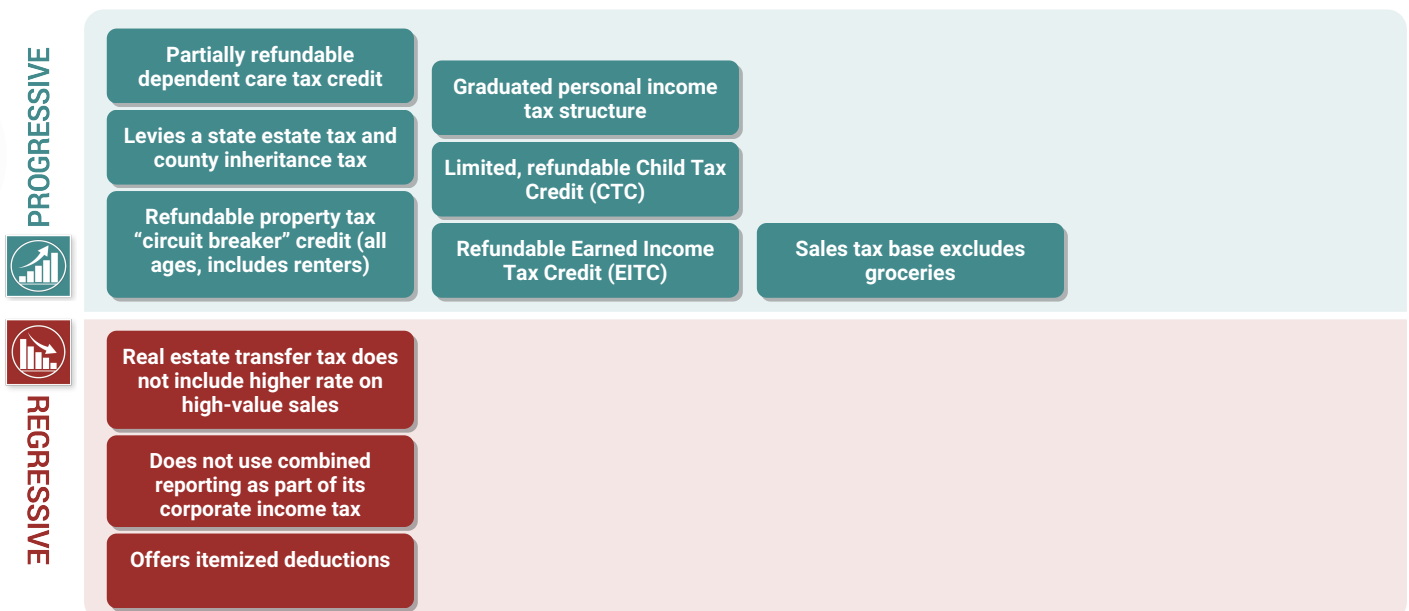 PROGRESSIVE
Partially refundable
dependent care tax credit
Levies a state estate tax and
county inheritance tax
Refundable property tax
“circuit breaker” credit (all
ages, includes renters)
Graduated personal income
tax structure
Limited, refundable Child Tax
Credit (CTC)
Refundable Earned Income
Tax Credit (EITC)
Sales tax base excludes
groceries
REGRESSIVE
Real estate transfer tax does
not include higher rate on
high-value sales
Does not use combined
reporting as part of its
corporate income tax
Offers itemized deductions